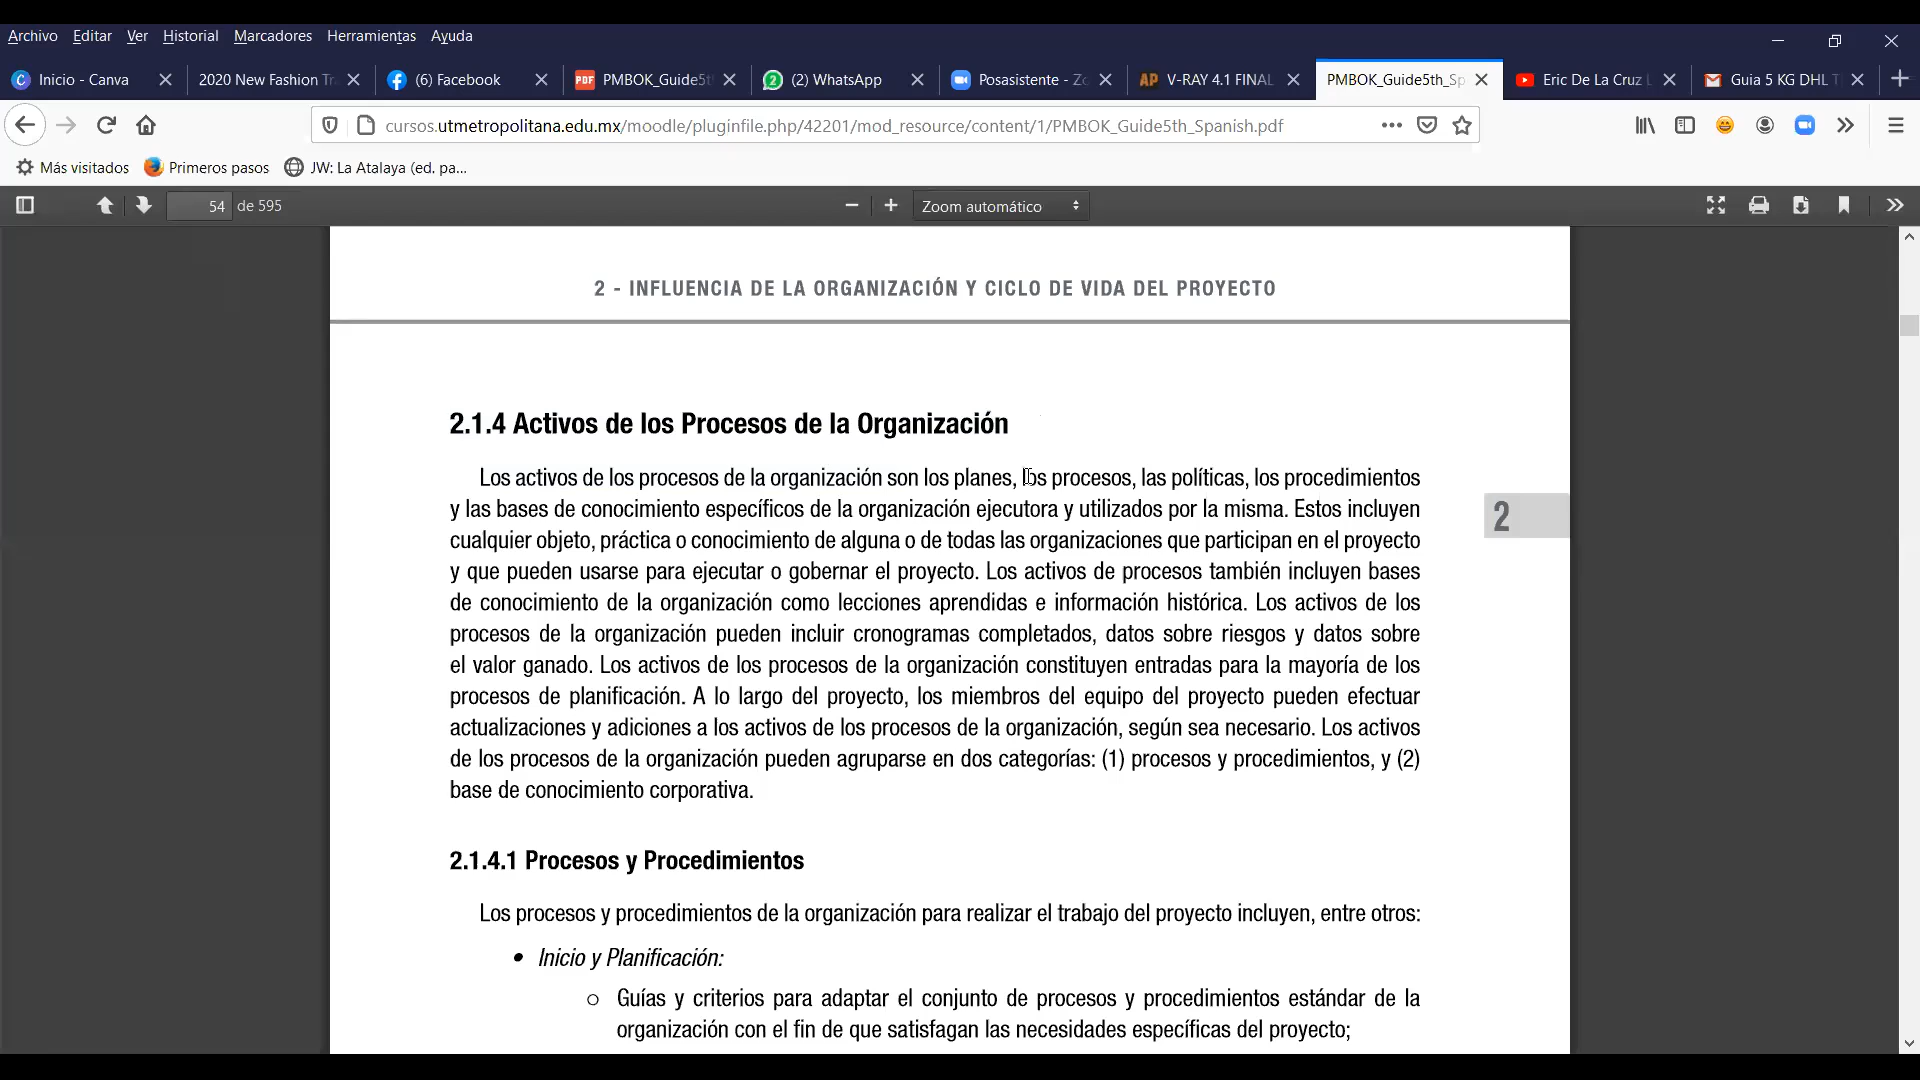 Archivo Editar Ver Historial Marcadores Herramientas Ayuda
Inicio - Canva 2020 New Fashion Tr (6) Facebook PMBOK_Guide5t (2) WhatsApp Posasistente - Zo V-RAY 4.1 FINAL PMBOK_Guide5th_Sp Eric De La Cruz Guia 5 KG DHL T
cursos.utmetropolitana.edu.mx/moodle/pluginfile.php/42201/mod_resource/content/1/PMBOK_Guide5th_Spanish.pdf
Más visitados Primeros pasos JW: La Atalaya (ed. pa...
54 de 595 Zoom automático
2 - INFLUENCIA DE LA ORGANIZACIÓN Y CICLO DE VIDA DEL PROYECTO
2.1.4 Activos de los Procesos de la Organización
Los activos de los procesos de la organización son los planes, los procesos, las políticas, los procedimientos
y las bases de conocimiento específicos de la organización ejecutora y utilizados por la misma. Estos incluyen
2
cualquier objeto, práctica o conocimiento de alguna o de todas las organizaciones que participan en el proyecto
y que pueden usarse para ejecutar o gobernar el proyecto. Los activos de procesos también incluyen bases
de conocimiento de la organización como lecciones aprendidas e información histórica. Los activos de los
procesos de la organización pueden incluir cronogramas completados, datos sobre riesgos y datos sobre
el valor ganado. Los activos de los procesos de la organización constituyen entradas para la mayoría de los
procesos de planificación. A lo largo del proyecto, los miembros del equipo del proyecto pueden efectuar
actualizaciones y adiciones a los activos de los procesos de la organización, según sea necesario. Los activos
de los procesos de la organización pueden agruparse en dos categorías: (1) procesos y procedimientos, y (2)
base de conocimiento corporativa.
2.1.4.1 Procesos y Procedimientos
Los procesos y procedimientos de la organización para realizar el trabajo del proyecto incluyen, entre otros:
• Inicio y Planificación:
○ Guías y criterios para adaptar el conjunto de procesos y procedimientos estándar de la
organización con el fin de que satisfagan las necesidades específicas del proyecto;